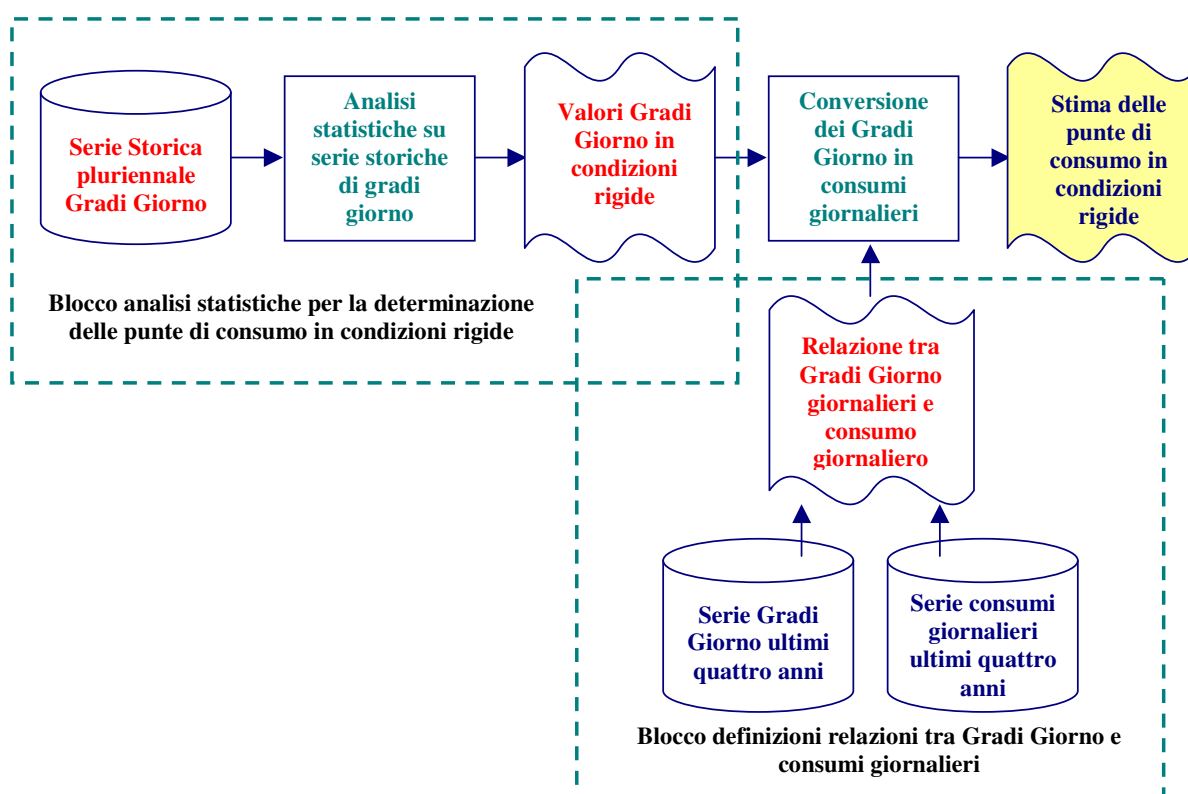 Serie Storica
pluriennale
Gradi Giorno
Analisi
statistiche su
serie storiche
di gradi
giorno
Valori Gradi
Giorno in
condizioni
rigide
Conversione
dei Gradi
Giorno in
consumi
giornalieri
Stima delle
punte di
consumo in
condizioni
rigide
Blocco analisi statistiche per la determinazione
delle punte di consumo in condizioni rigide
Relazione tra
Gradi Giorno
giornalieri e
consumo
giornaliero
Serie Gradi
Giorno ultimi
quattro anni
Serie consumi
giornalieri
ultimi quattro
anni
Blocco definizioni relazioni tra Gradi Giorno e
consumi giornalieri